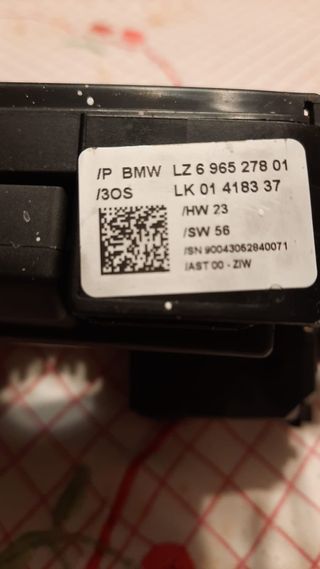 /P BMW LZ 6 965 278 01
/3OS LK 01 4183 37
/HW 23
/SW 56
/SN 90043052840071
/AST 00 - ZIW